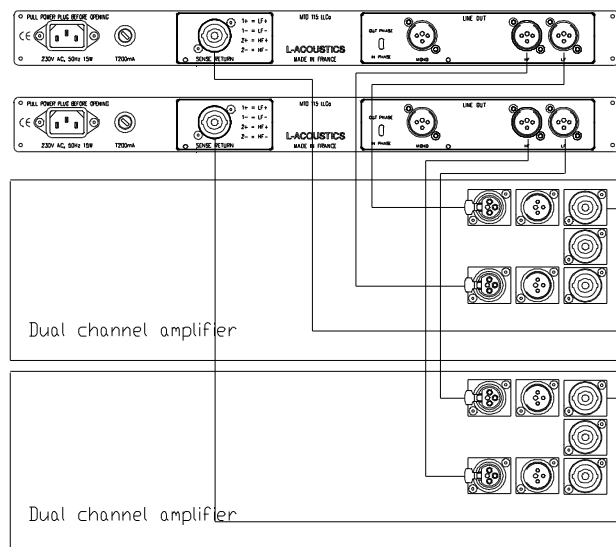 PULL POWER PLUG BEFORE OPENING
CE
230V AC, 50Hz 15W
T200mA
SENSE RETURN
1+ = LF+
1- = LF-
2+ = HF+
2- = HF-
MTD 115 LLCa
L-ACOUSTICS
MADE IN FRANCE
LINE OUT
OUT PHASE
IN PHASE
MONO
HF
LF
PULL POWER PLUG BEFORE OPENING
CE
230V AC, 50Hz 15W
T200mA
SENSE RETURN
1+ = LF+
1- = LF-
2+ = HF+
2- = HF-
MTD 115 LLCa
L-ACOUSTICS
MADE IN FRANCE
LINE OUT
OUT PHASE
IN PHASE
MONO
HF
LF
Dual channel amplifier
Dual channel amplifier